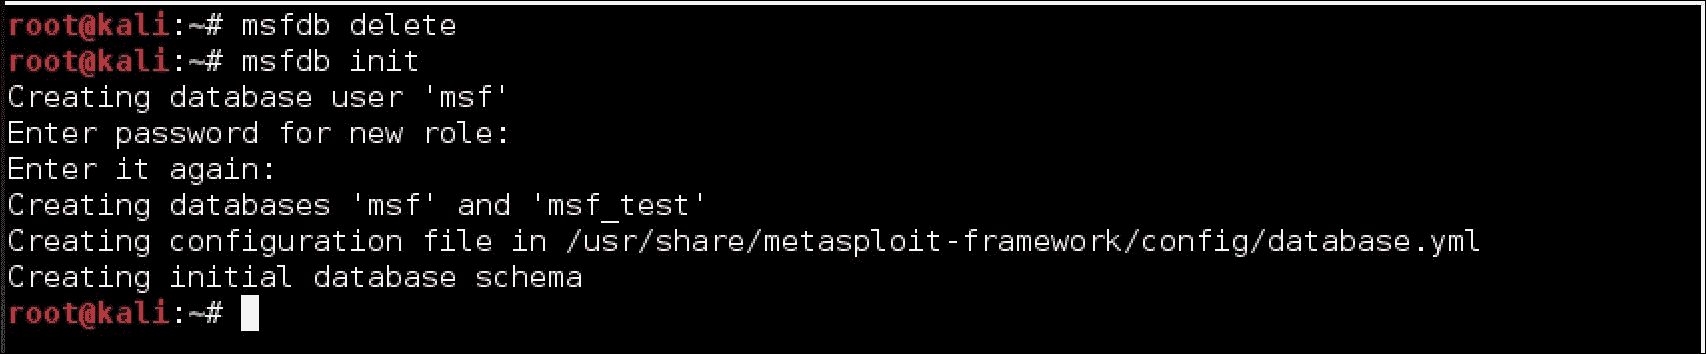 root@kali:~# msfdb delete
root@kali:~# msfdb init
Creating database user 'msf'
Enter password for new role:
Enter it again:
Creating databases 'msf' and 'msf_test'
Creating configuration file in /usr/share/metasploit-framework/config/database.yml
Creating initial database schema
root@kali:~#